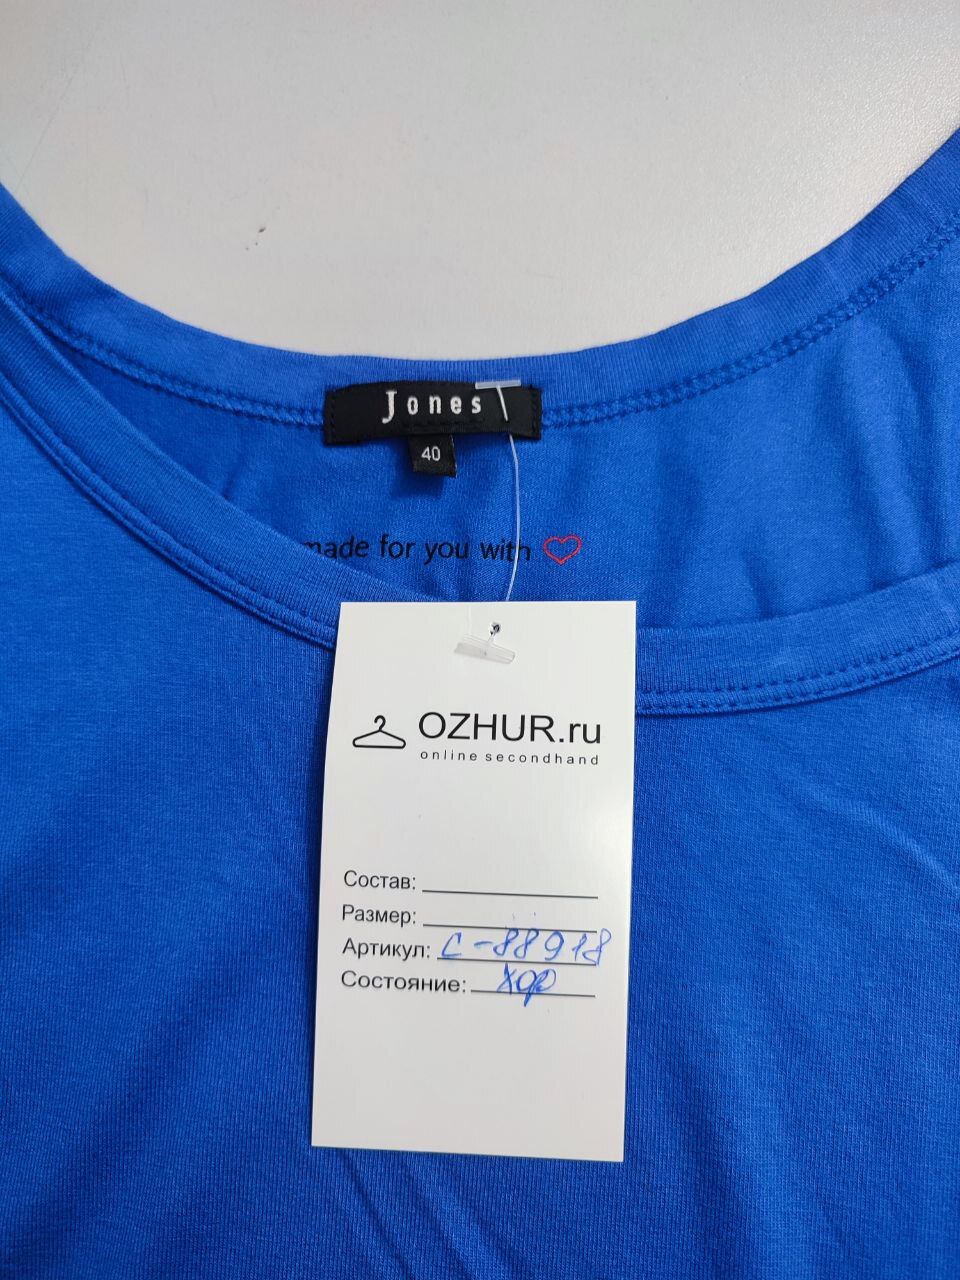 Jones
40
made for you with
OZHUR.ru
online secondhand
Состав:
Размер:
Артикул: С-88918
Состояние: хор